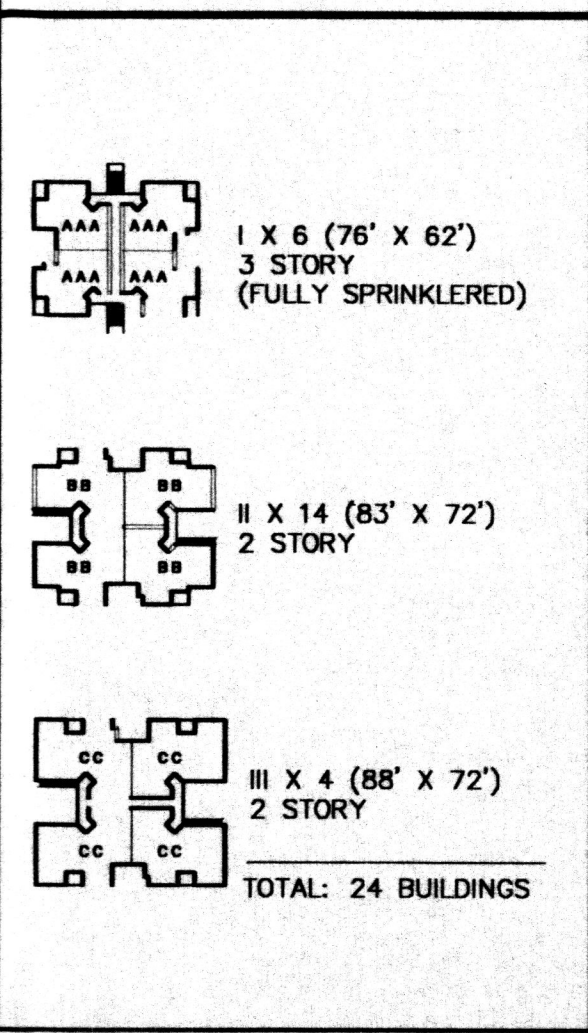 AAA AAA
AAA AAA
I X 6 (76' X 62')
3 STORY
(FULLY SPRINKLERED)
BB BB
BB BB
II X 14 (83' X 72')
2 STORY
CC CC
CC CC
III X 4 (88' X 72')
2 STORY
TOTAL: 24 BUILDINGS